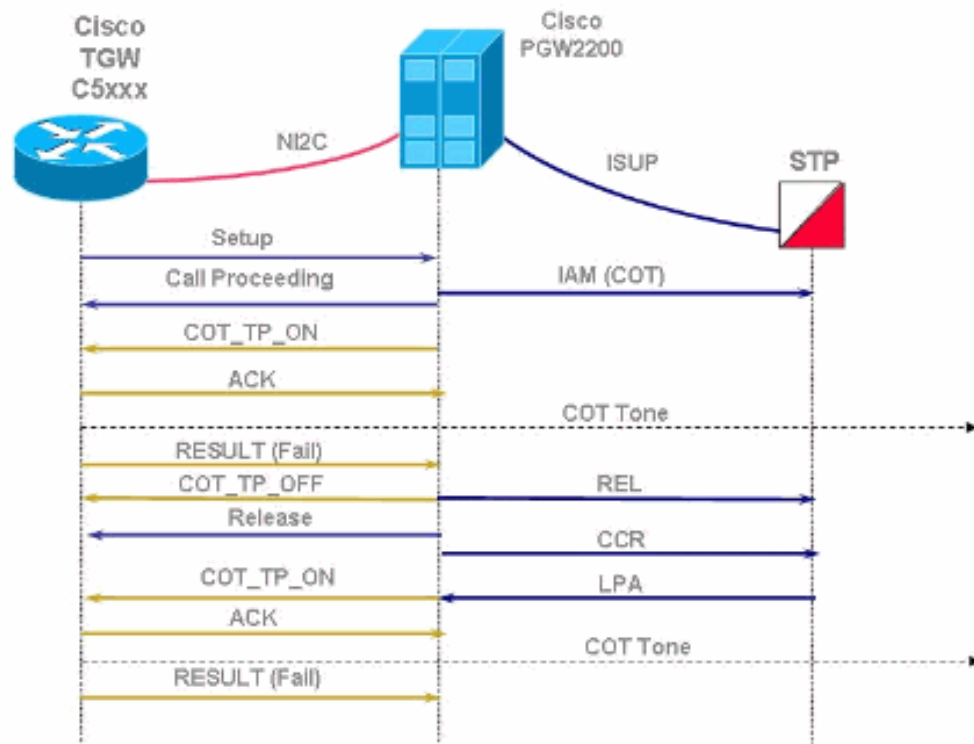 Cisco
TGW
C5xxx
Cisco
PGW2200
NI2C
ISUP
STP
Setup
Call Proceeding
IAM (COT)
COT_TP_ON
ACK
COT Tone
RESULT (Fail)
COT_TP_OFF
REL
Release
CCR
COT_TP_ON
LPA
ACK
COT Tone
RESULT (Fail)